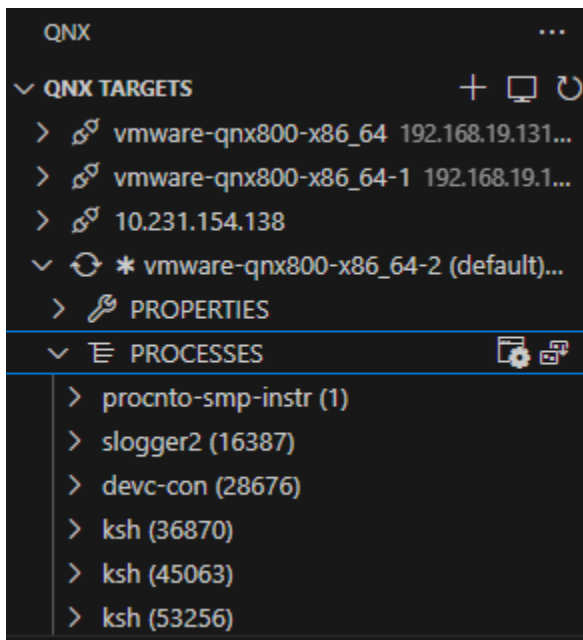 QNX ...
QNX TARGETS
vmware-qnx800-x86_64 192.168.19.131...
vmware-qnx800-x86_64-1 192.168.19.1...
10.231.154.138
* vmware-qnx800-x86_64-2 (default)...
PROPERTIES
PROCESSES
procnto-smp-instr (1)
slogger2 (16387)
devc-con (28676)
ksh (36870)
ksh (45063)
ksh (53256)